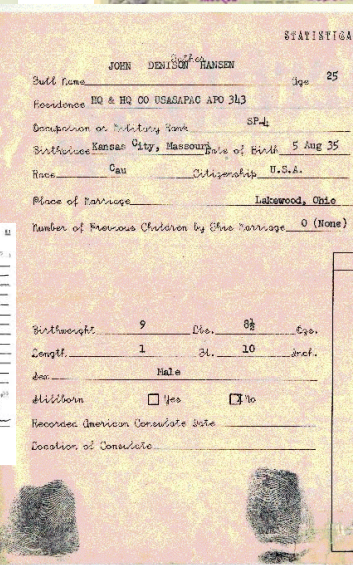 STATISTICA
Father
JOHN DENISON HANSEN
Full Name Age 25
Residence HQ & HQ CO USASAPAC APO 343
Occupation or Military Rank SP-4
Birthplace Kansas City, Massouri Date of Birth 5 Aug 35
Race Cau Citizenship U.S.A.
Place of Marriage Lakewood, Ohio
Number of Previous Children by This Marriage 0 (None)
Birthweight 9 Lbs. 8½ Ozs.
Length 1 Ft. 10 Inch.
Sex Male
Stillborn Yes X No
Recorded American Consulate Date
Location of Consulate